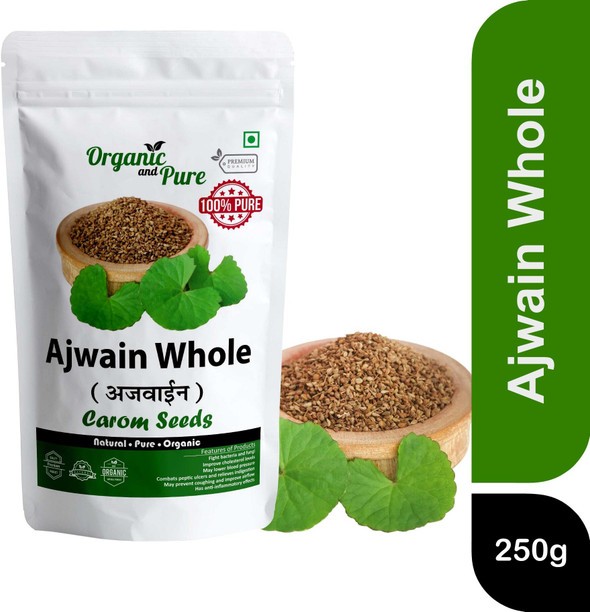 Organic
and Pure
PREMIUM
QUALITY
100% PURE
Ajwain Whole
( अजवाईन )
Carom Seeds
Natural • Pure • Organic
Features of Products
Fight bacteria and fungi
Improve cholesterol levels
May lower blood pressure
Combats peptic ulcers and relieves indigestion
May prevent coughing and improve airflow
Has anti-inflammatory effects
ORGANIC
Ajwain Whole
250g